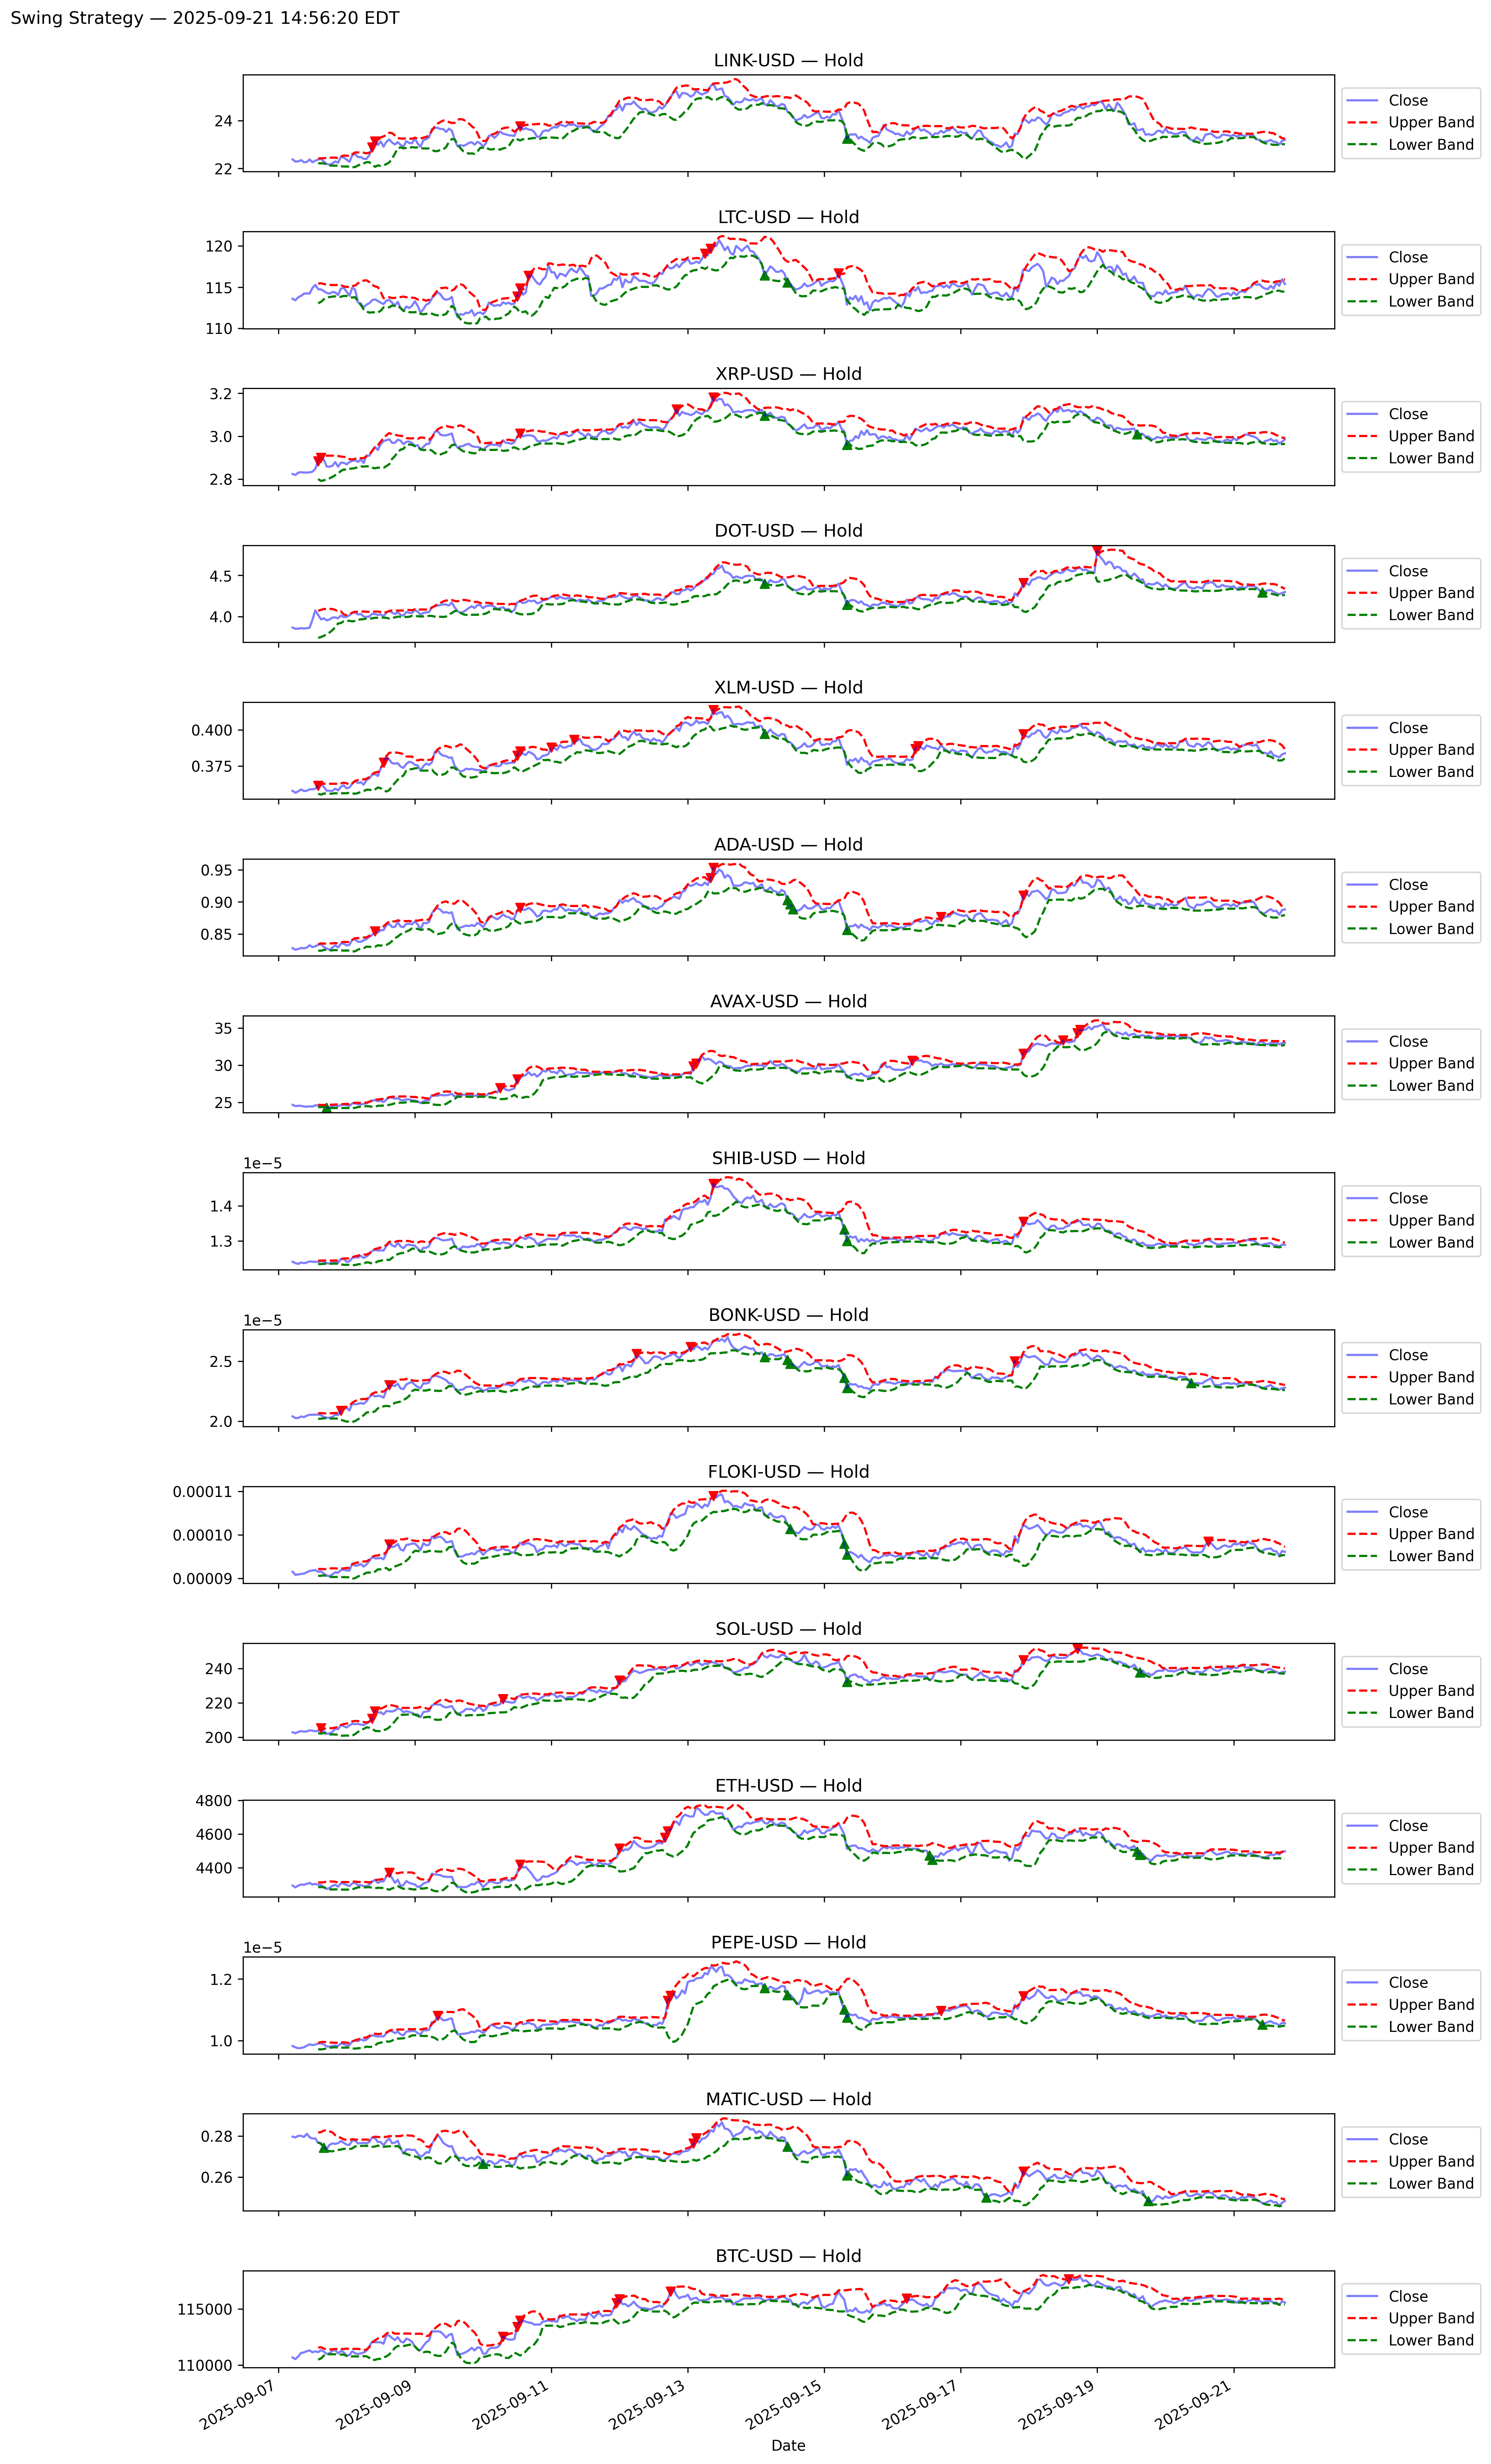 Swing Strategy — 2025-09-21 14:56:20 EDT
LINK-USD — Hold
24
22
Close
Upper Band
Lower Band
LTC-USD — Hold
120
115
110
Close
Upper Band
Lower Band
XRP-USD — Hold
3.2
3.0
2.8
Close
Upper Band
Lower Band
DOT-USD — Hold
4.5
4.0
Close
Upper Band
Lower Band
XLM-USD — Hold
0.400
0.375
Close
Upper Band
Lower Band
ADA-USD — Hold
0.95
0.90
0.85
Close
Upper Band
Lower Band
AVAX-USD — Hold
35
30
25
Close
Upper Band
Lower Band
SHIB-USD — Hold
1e−5
1.4
1.3
Close
Upper Band
Lower Band
BONK-USD — Hold
1e−5
2.5
2.0
Close
Upper Band
Lower Band
FLOKI-USD — Hold
0.00011
0.00010
0.00009
Close
Upper Band
Lower Band
SOL-USD — Hold
240
220
200
Close
Upper Band
Lower Band
ETH-USD — Hold
4800
4600
4400
Close
Upper Band
Lower Band
PEPE-USD — Hold
1e−5
1.2
1.0
Close
Upper Band
Lower Band
MATIC-USD — Hold
0.28
0.26
Close
Upper Band
Lower Band
BTC-USD — Hold
115000
110000
Close
Upper Band
Lower Band
2025-09-07
2025-09-09
2025-09-11
2025-09-13
2025-09-15
2025-09-17
2025-09-19
2025-09-21
Date